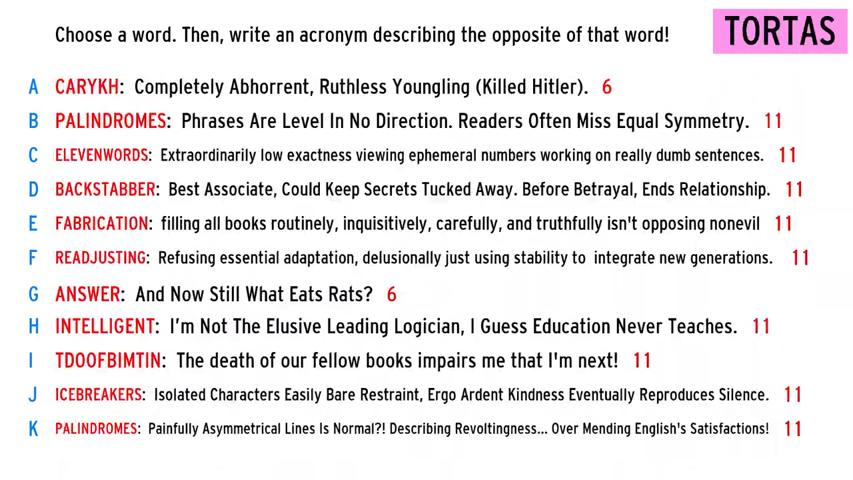 Choose a word. Then, write an acronym describing the opposite of that word!
TORTAS
A CARYKH: Completely Abhorrent, Ruthless Youngling (Killed Hitler). 6
B PALINDROMES: Phrases Are Level In No Direction. Readers Often Miss Equal Symmetry. 11
C ELEVENWORDS: Extraordinarily low exactness viewing ephemeral numbers working on really dumb sentences. 11
D BACKSTABBER: Best Associate, Could Keep Secrets Tucked Away. Before Betrayal, Ends Relationship. 11
E FABRICATION: filling all books routinely, inquisitively, carefully, and truthfully isn't opposing nonevil 11
F READJUSTING: Refusing essential adaptation, delusionally just using stability to integrate new generations. 11
G ANSWER: And Now Still What Eats Rats? 6
H INTELLIGENT: I'm Not The Elusive Leading Logician, I Guess Education Never Teaches. 11
I TDOOFBIMTIN: The death of our fellow books impairs me that I'm next! 11
J ICEBREAKERS: Isolated Characters Easily Bare Restraint, Ergo Ardent Kindness Eventually Reproduces Silence. 11
K PALINDROMES: Painfully Asymmetrical Lines Is Normal?! Describing Revoltingness... Over Mending English's Satisfactions! 11